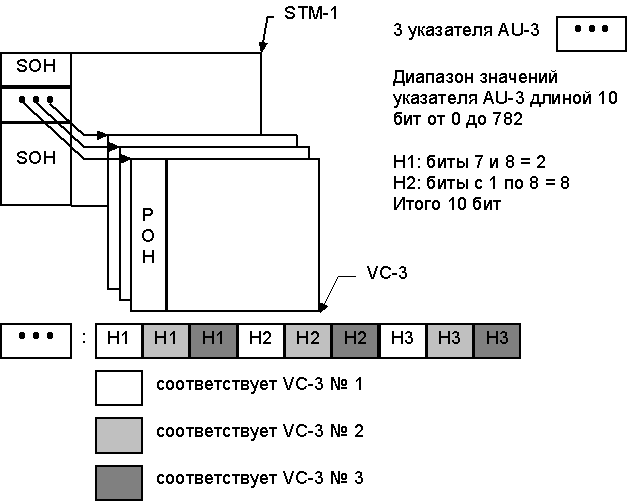 STM-1
3 указателя AU-3
SOH
Диапазон значений
указателя AU-3 длиной 10
бит от 0 до 782
SOH
H1: биты 7 и 8 = 2
H2: биты с 1 по 8 = 8
Итого 10 бит
P
O
H
VC-3
: H1 H1 H1 H2 H2 H2 H3 H3 H3
соответствует VC-3 № 1
соответствует VC-3 № 2
соответствует VC-3 № 3